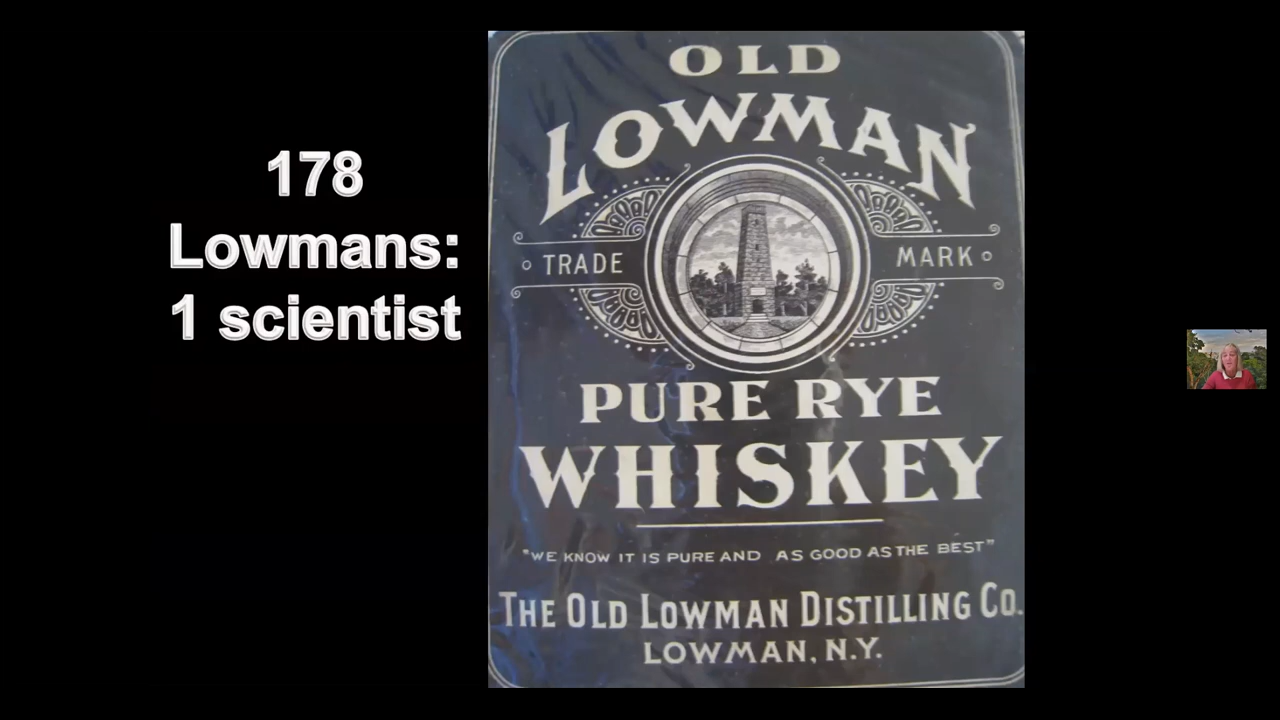 178
Lowmans:
1 scientist
OLD
LOWMAN
TRADE MARK
PURE RYE
WHISKEY
"WE KNOW IT IS PURE AND AS GOOD AS THE BEST"
THE OLD LOWMAN DISTILLING CO.
LOWMAN, N.Y.